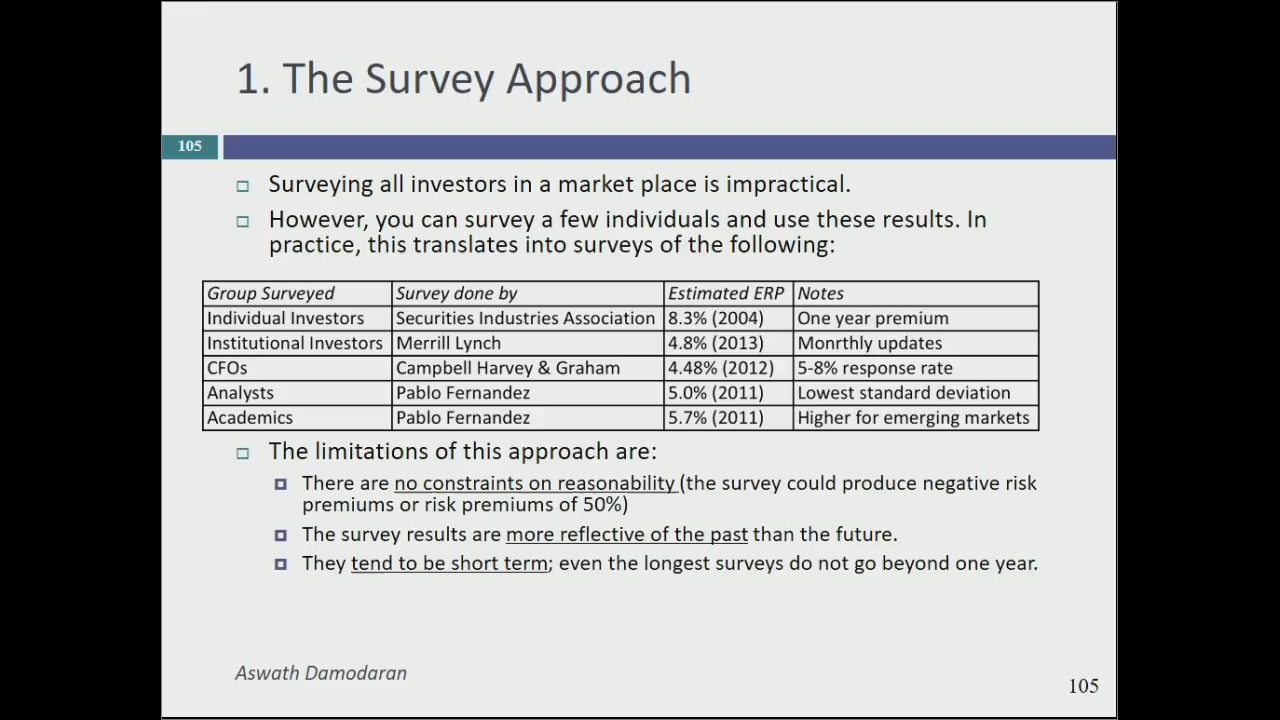 1. The Survey Approach
105
Surveying all investors in a market place is impractical.
However, you can survey a few individuals and use these results. In
practice, this translates into surveys of the following:
Group Surveyed Survey done by Estimated ERP Notes
Individual Investors Securities Industries Association 8.3% (2004) One year premium
Institutional Investors Merrill Lynch 4.8% (2013) Monrthly updates
CFOs Campbell Harvey & Graham 4.48% (2012) 5-8% response rate
Analysts Pablo Fernandez 5.0% (2011) Lowest standard deviation
Academics Pablo Fernandez 5.7% (2011) Higher for emerging markets
The limitations of this approach are:
There are no constraints on reasonability (the survey could produce negative risk
premiums or risk premiums of 50%)
The survey results are more reflective of the past than the future.
They tend to be short term; even the longest surveys do not go beyond one year.
Aswath Damodaran
105